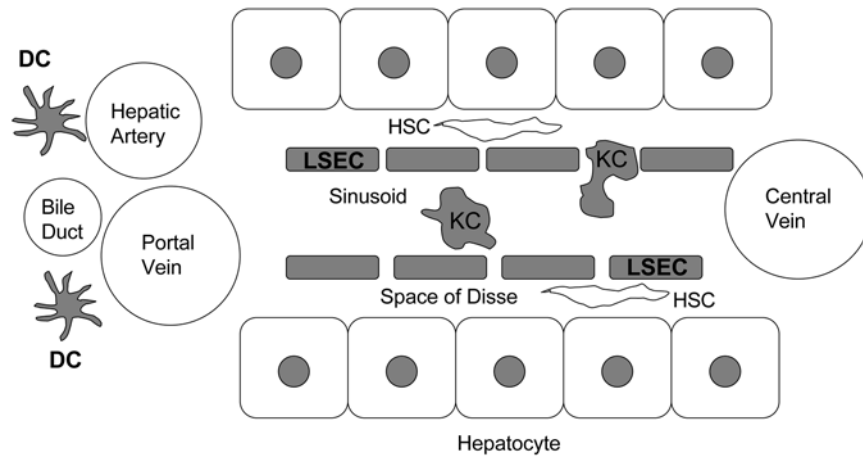 DC
Hepatic
Artery
HSC
LSEC
KC
Sinusoid
Central
Vein
Bile
Duct
KC
Portal
Vein
LSEC
Space of Disse
HSC
DC
Hepatocyte